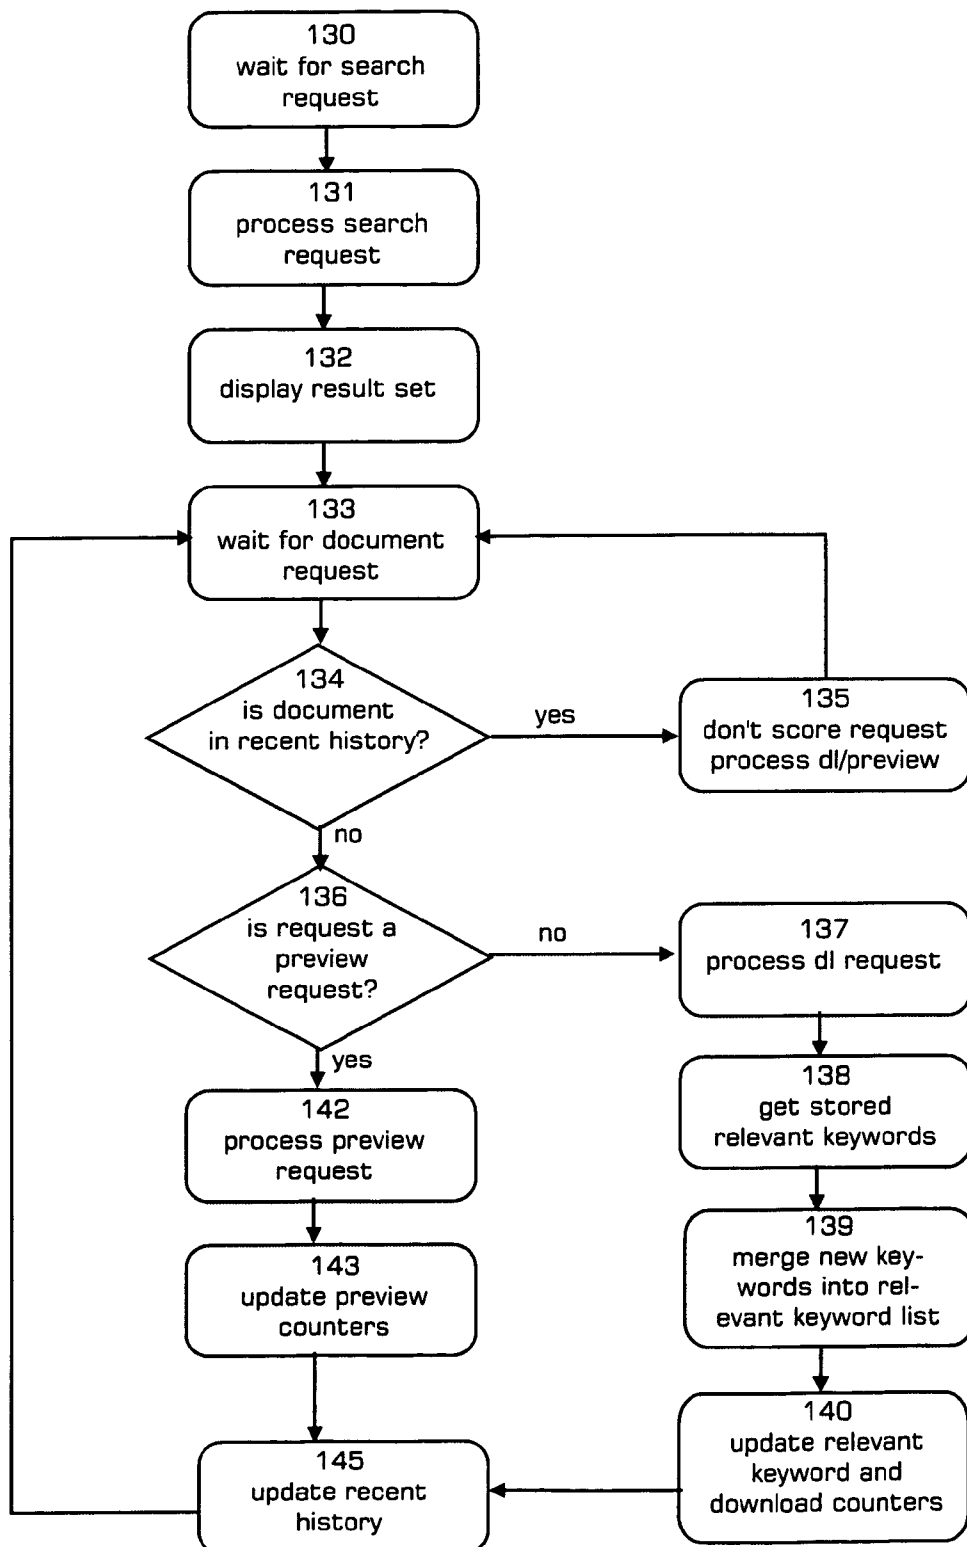 130
wait for search
request
131
process search
request
132
display result set
133
wait for document
request
134
is document
in recent history?
yes
135
don't score request
process dl/preview
no
136
is request a
preview
request?
no
137
process dl request
yes
138
get stored
relevant keywords
142
process preview
request
139
merge new key-
words into rel-
evant keyword list
143
update preview
counters
140
update relevant
keyword and
download counters
145
update recent
history